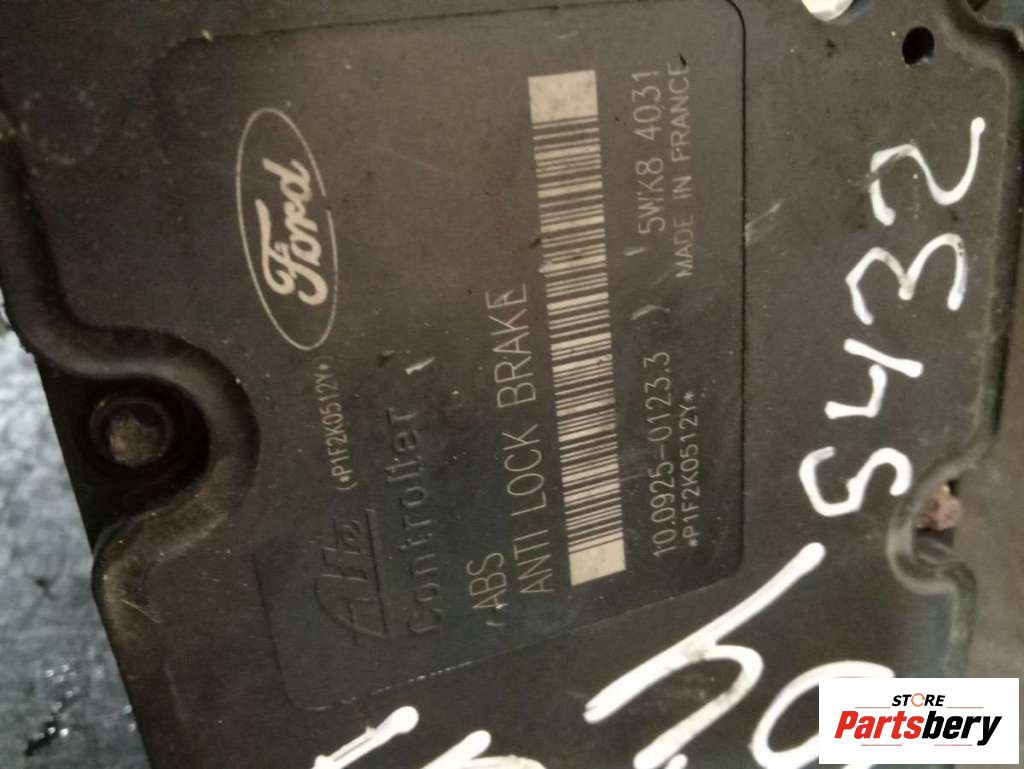 Ford
(*P1F2K0512Y*)
Ate
Controller
ABS
ANTI LOCK BRAKE
10.0925-0123.3
5WK8 4031
*P1F2K0512Y*
MADE IN FRANCE
5432
STORE
Partsbery